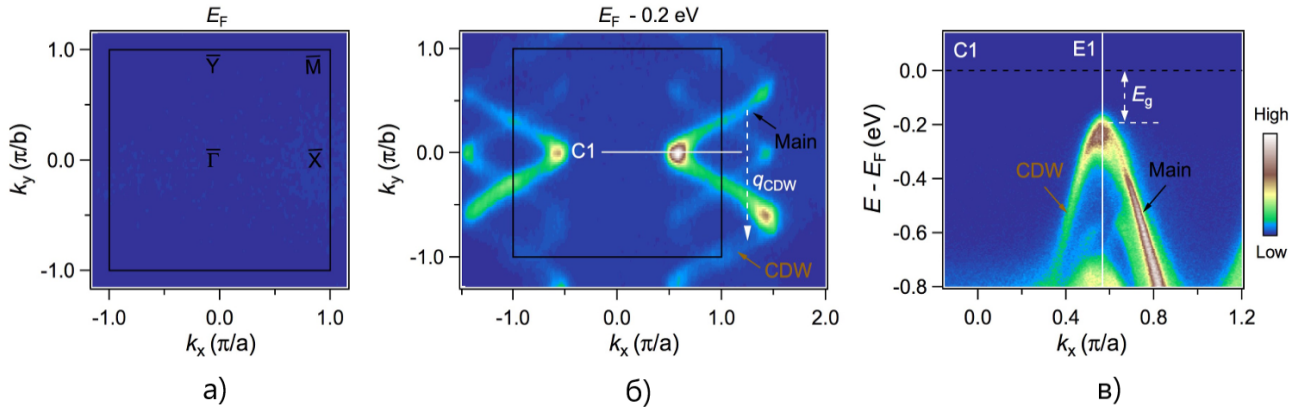 E_F
1.0
0.0
-1.0
k_y (π/b)
-1.0
0.0
1.0
k_x (π/a)
Y̅
M̅
Γ̅
X̅
а)
E_F - 0.2 eV
1.0
0.0
-1.0
k_y (π/b)
-1.0
0.0
1.0
2.0
k_x (π/a)
C1
Main
q_CDW
CDW
б)
C1
E1
0.0
-0.2
-0.4
-0.6
-0.8
E - E_F (eV)
E_g
CDW
Main
0.0
0.4
0.8
1.2
k_x (π/a)
High
Low
в)